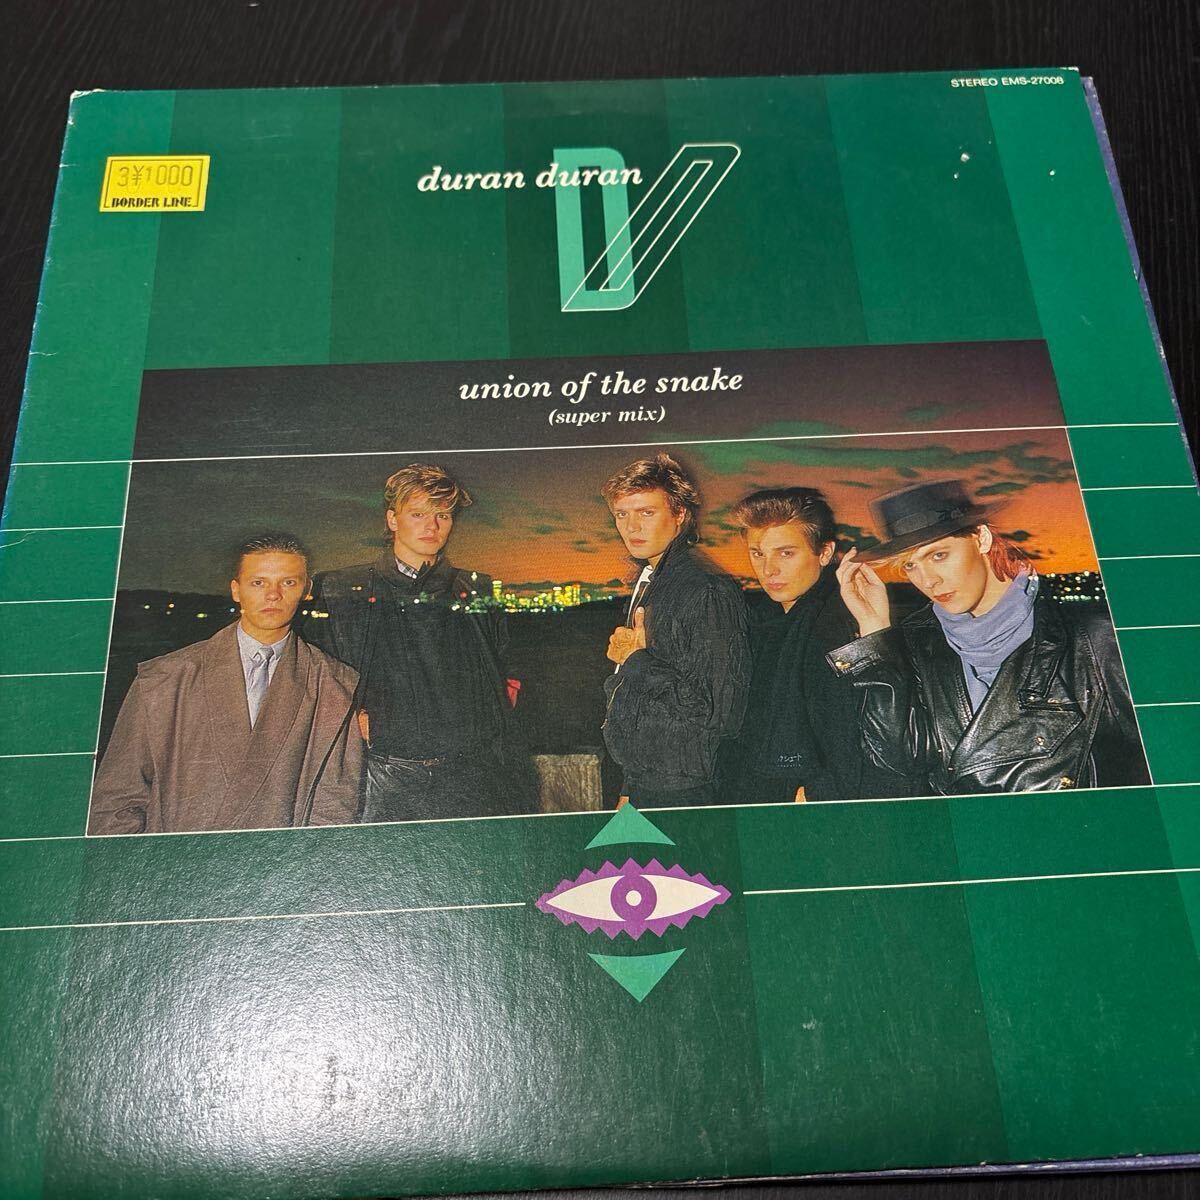 STEREO EMS-27008
3¥1000
BORDER LINE
duran duran
union of the snake
(super mix)